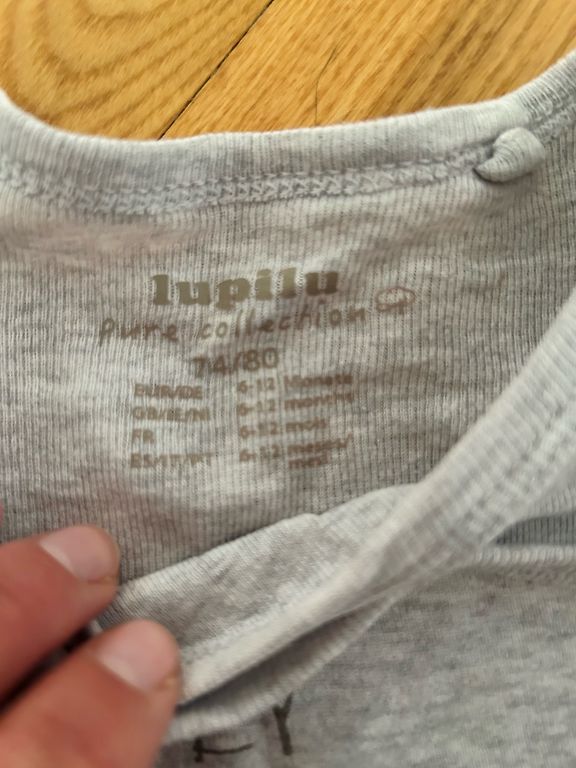 lupilu
pure collection
74/80
EUR/DE 6-12 Monate
GB/IE/NI 6-12 months
FR 6-12 mois
ES/IT/PT 6-12 meses/
mesi